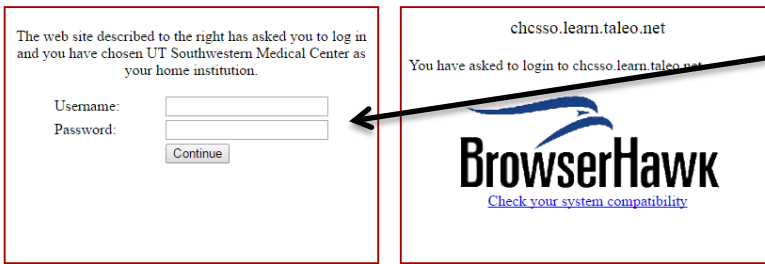 The web site described to the right has asked you to log in
and you have chosen UT Southwestern Medical Center as
your home institution.
Username:
Password:
Continue
chcsso.learn.taleo.net
You have asked to login to chcsso.learn.taleo.net
BrowserHawk
Check your system compatibility